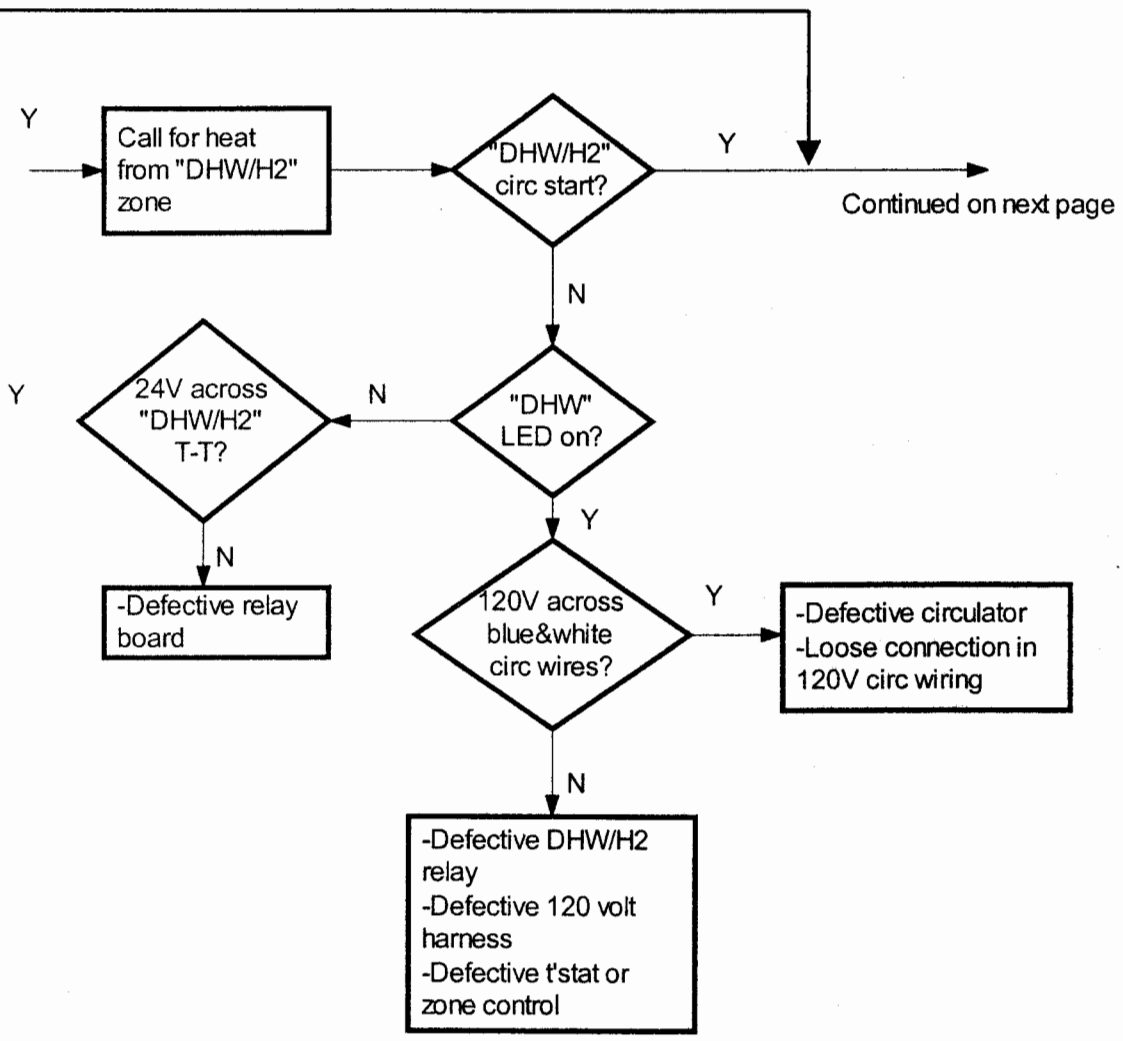 Y
Call for heat
from "DHW/H2"
zone
"DHW/H2"
circ start?
Y
Continued on next page
N
Y
24V across
"DHW/H2"
T-T?
N
"DHW"
LED on?
N
Y
-Defective relay
board
120V across
blue&white
circ wires?
Y
-Defective circulator
-Loose connection in
120V circ wiring
N
-Defective DHW/H2
relay
-Defective 120 volt
harness
-Defective t'stat or
zone control